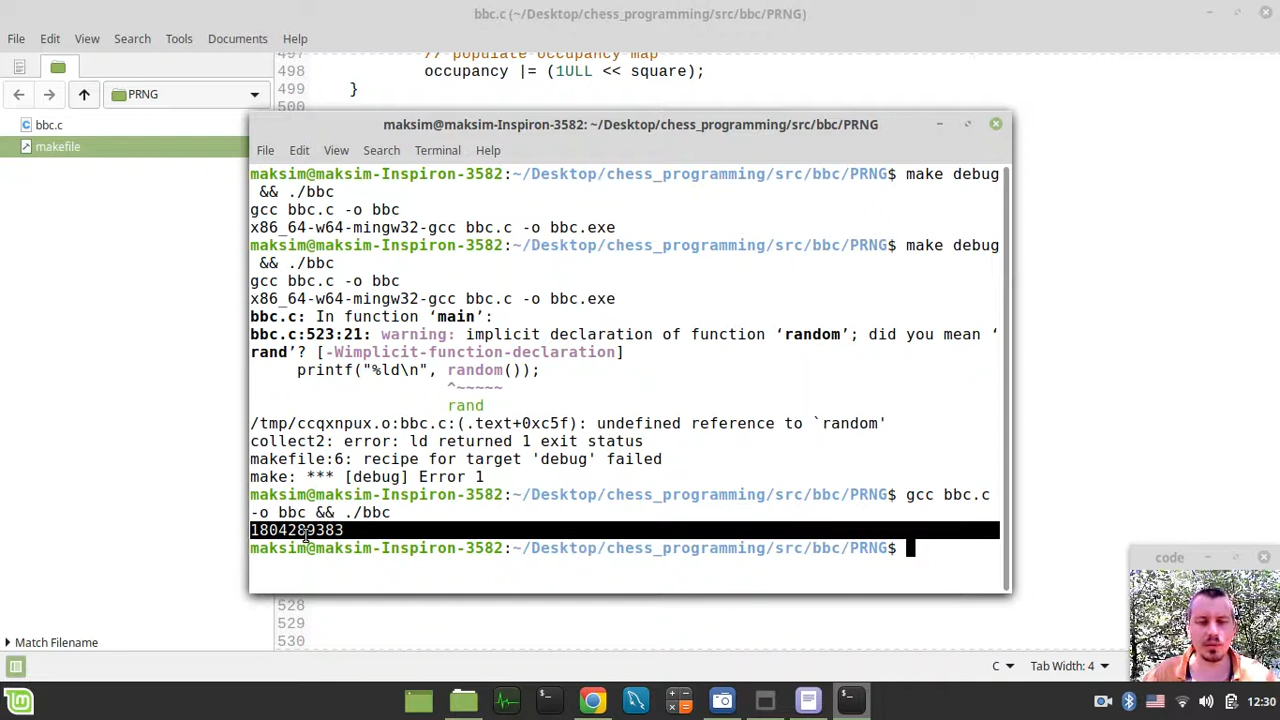 bbc.c (~/Desktop/chess_programming/src/bbc/PRNG)
File Edit View Search Tools Documents Help
497 // populate occupancy map
498 occupancy |= (1ULL << square);
499 }
500
PRNG
bbc.c
makefile
maksim@maksim-Inspiron-3582: ~/Desktop/chess_programming/src/bbc/PRNG
File Edit View Search Terminal Help
maksim@maksim-Inspiron-3582:~/Desktop/chess_programming/src/bbc/PRNG$ make debug
&& ./bbc
gcc bbc.c -o bbc
x86_64-w64-mingw32-gcc bbc.c -o bbc.exe
maksim@maksim-Inspiron-3582:~/Desktop/chess_programming/src/bbc/PRNG$ make debug
&& ./bbc
gcc bbc.c -o bbc
x86_64-w64-mingw32-gcc bbc.c -o bbc.exe
bbc.c: In function ‘main’:
bbc.c:523:21: warning: implicit declaration of function ‘random’; did you mean ‘
rand’? [-Wimplicit-function-declaration]
printf("%ld\n", random());
^~~~~~
rand
/tmp/ccqxnpux.o:bbc.c:(.text+0xc5f): undefined reference to `random'
collect2: error: ld returned 1 exit status
makefile:6: recipe for target 'debug' failed
make: *** [debug] Error 1
maksim@maksim-Inspiron-3582:~/Desktop/chess_programming/src/bbc/PRNG$ gcc bbc.c
-o bbc && ./bbc
1804289383
maksim@maksim-Inspiron-3582:~/Desktop/chess_programming/src/bbc/PRNG$
528
529
530
code
Match Filename
C Tab Width: 4
12:30